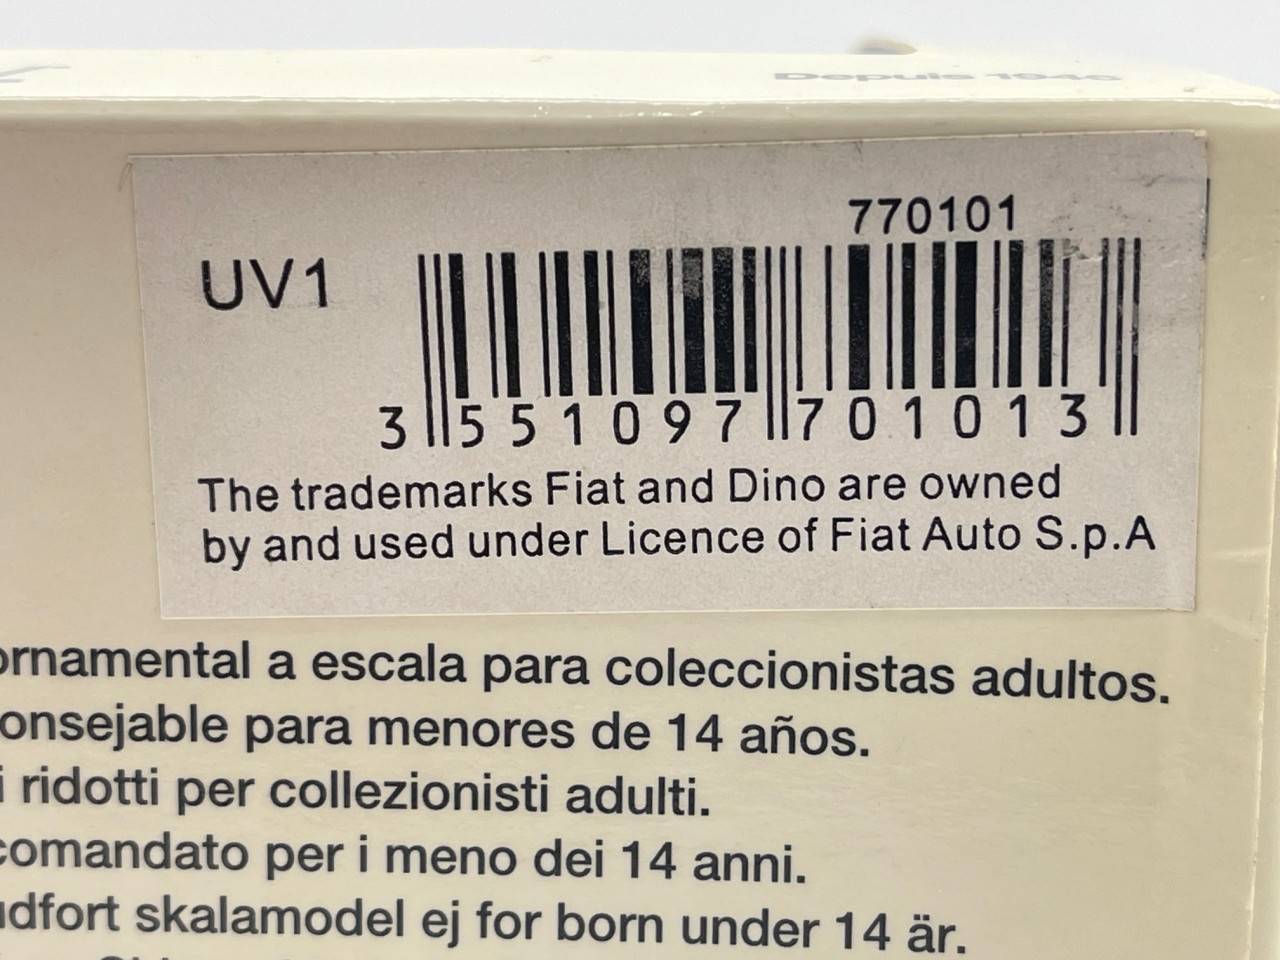 Depuis 1946
770101
UV1
3 551097 701013
The trademarks Fiat and Dino are owned
by and used under Licence of Fiat Auto S.p.A
ornamental a escala para coleccionistas adultos.
onsejable para menores de 14 años.
i ridotti per collezionisti adulti.
comandato per i meno dei 14 anni.
udfort skalamodel ej for born under 14 är.